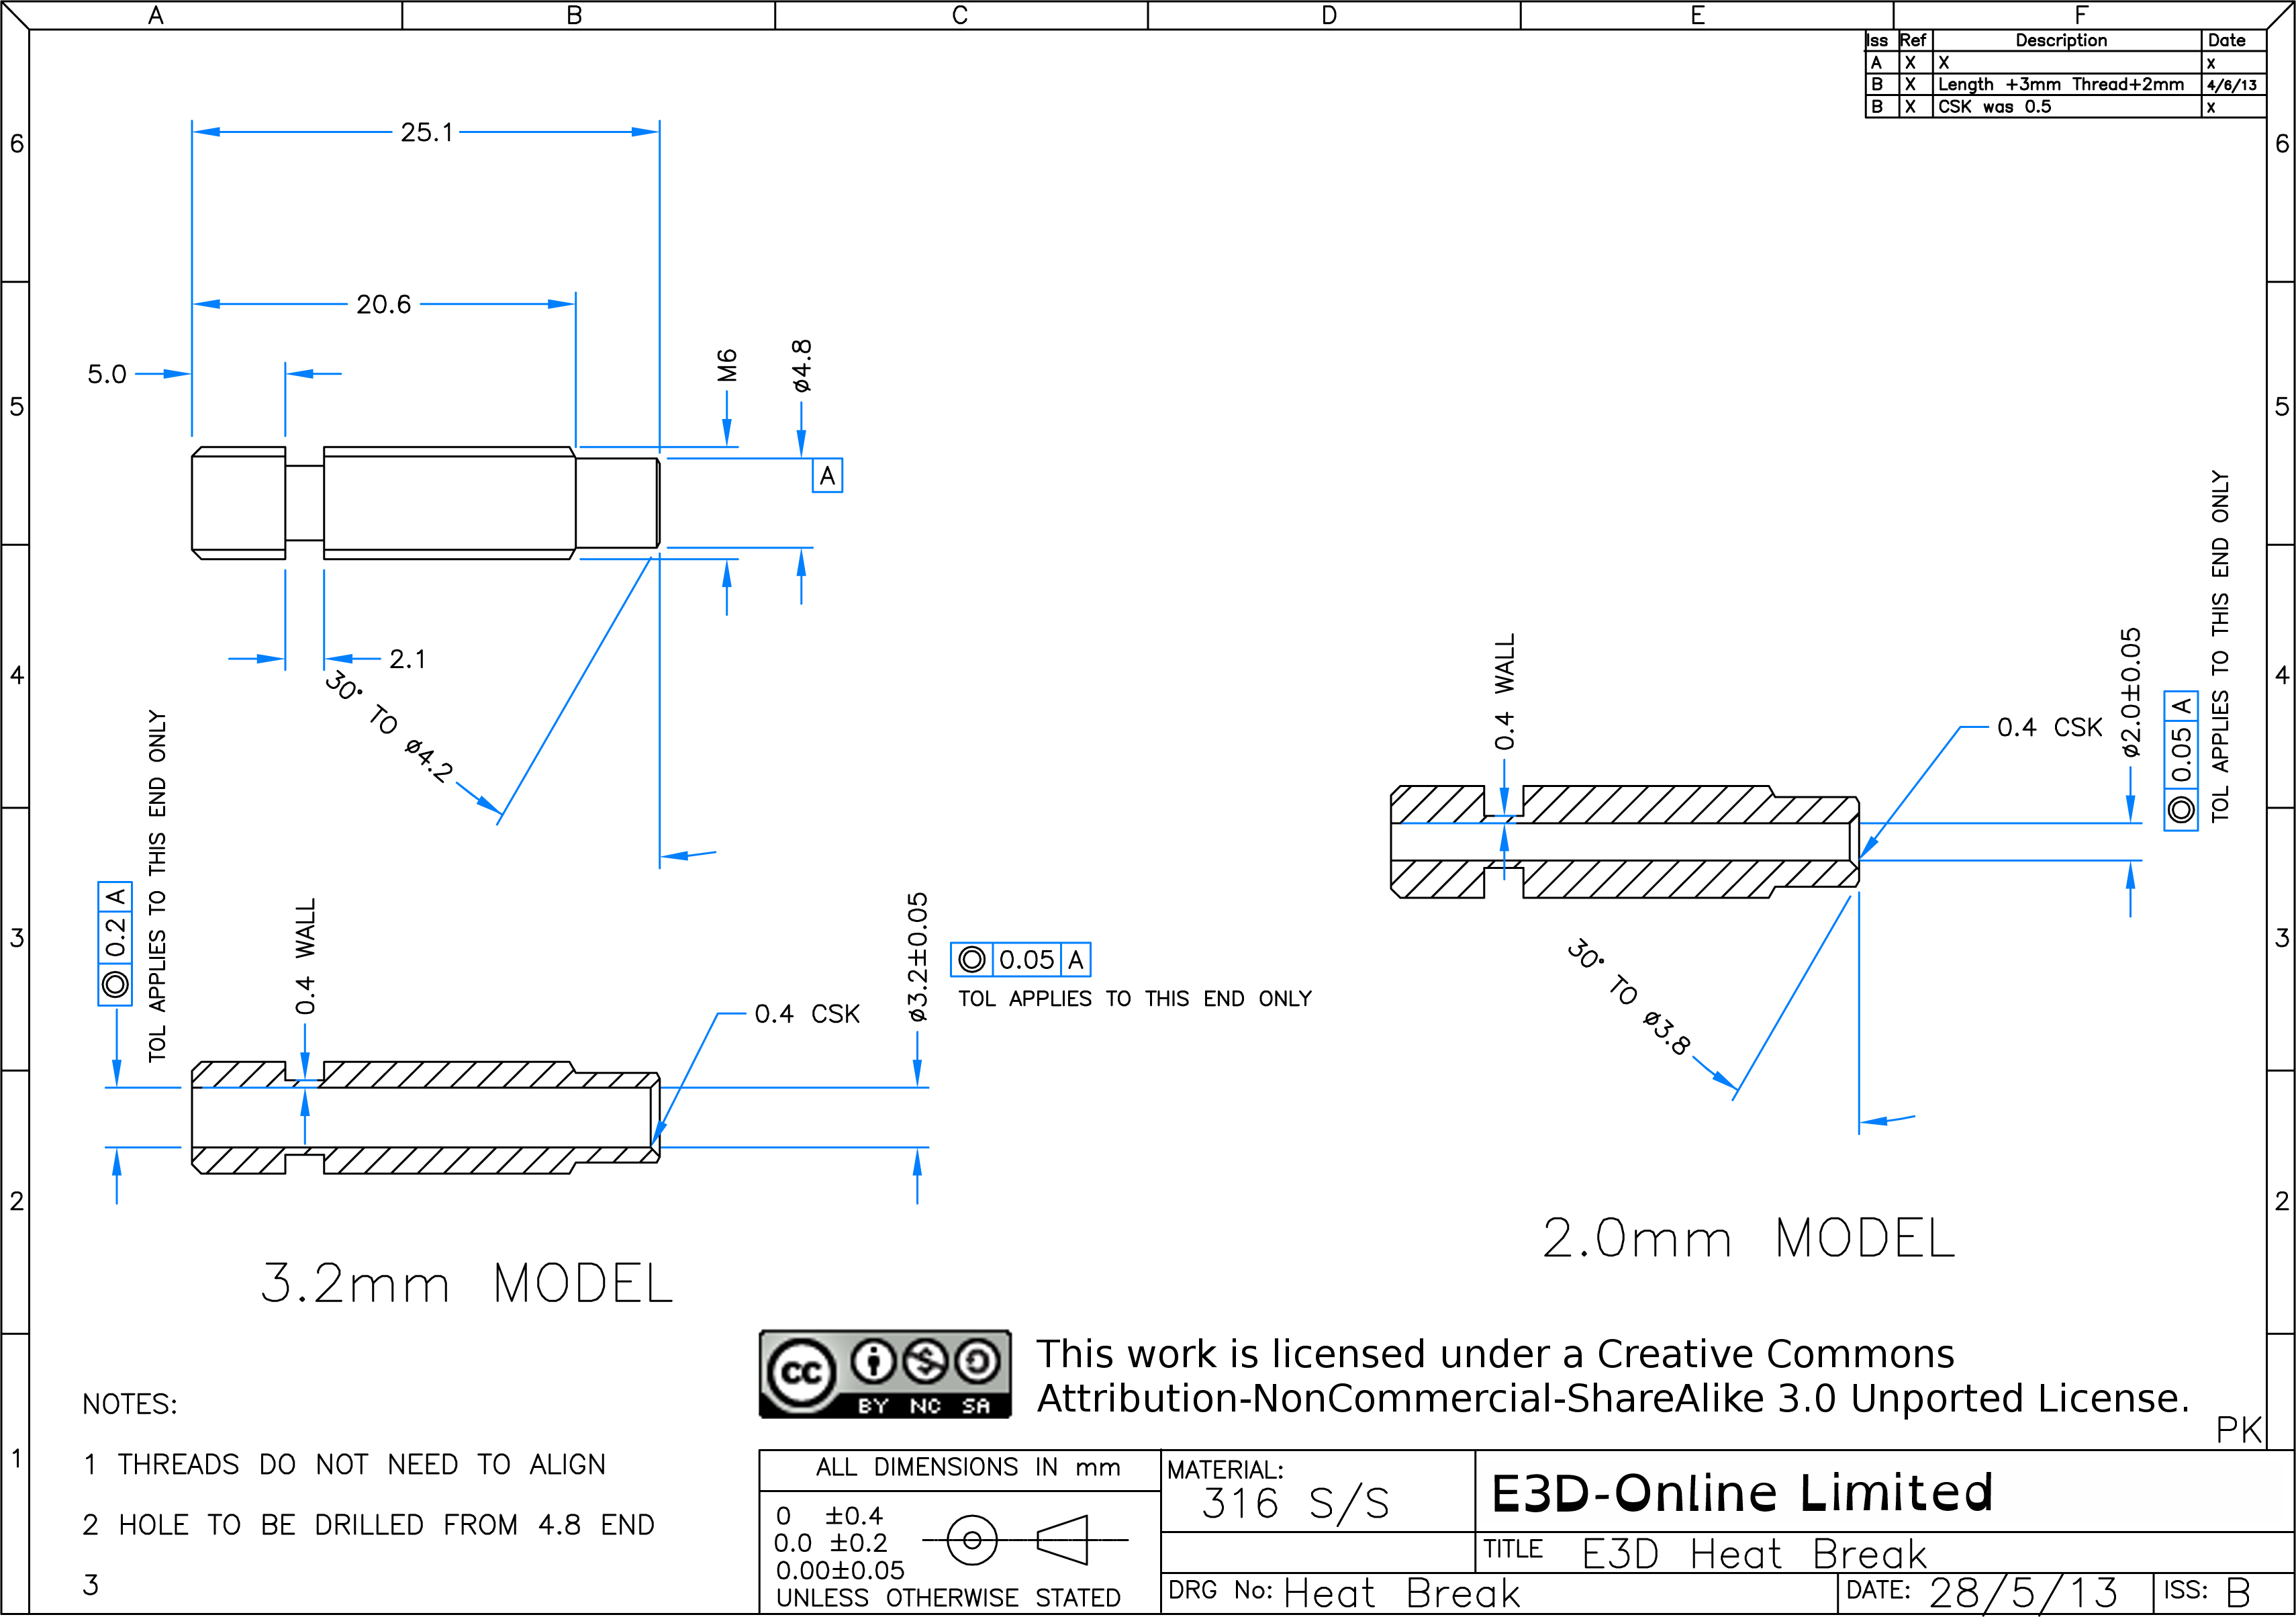 A B C D E F
Iss Ref Description Date
A X X x
B X Length +3mm Thread+2mm 4/6/13
B X CSK was 0.5 x
6 6
5 5
4 4
3 3
2 2
1
25.1
20.6
5.0
M6
ø4.8
A
2.1
30° TO ø4.2
◎ 0.2 A
TOL APPLIES TO THIS END ONLY
0.4 WALL
0.4 CSK
ø3.2±0.05
◎ 0.05 A
TOL APPLIES TO THIS END ONLY
3.2mm MODEL
0.4 WALL
0.4 CSK
ø2.0±0.05
◎ 0.05 A
TOL APPLIES TO THIS END ONLY
30° TO ø3.8
2.0mm MODEL
cc
BY NC SA
This work is licensed under a Creative Commons
Attribution-NonCommercial-ShareAlike 3.0 Unported License.
PK
NOTES:
1 THREADS DO NOT NEED TO ALIGN
2 HOLE TO BE DRILLED FROM 4.8 END
3
ALL DIMENSIONS IN mm
0 ±0.4
0.0 ±0.2
0.00±0.05
UNLESS OTHERWISE STATED
MATERIAL:
316 S/S
E3D-Online Limited
TITLE E3D Heat Break
DRG No: Heat Break
DATE: 28/5/13
ISS: B